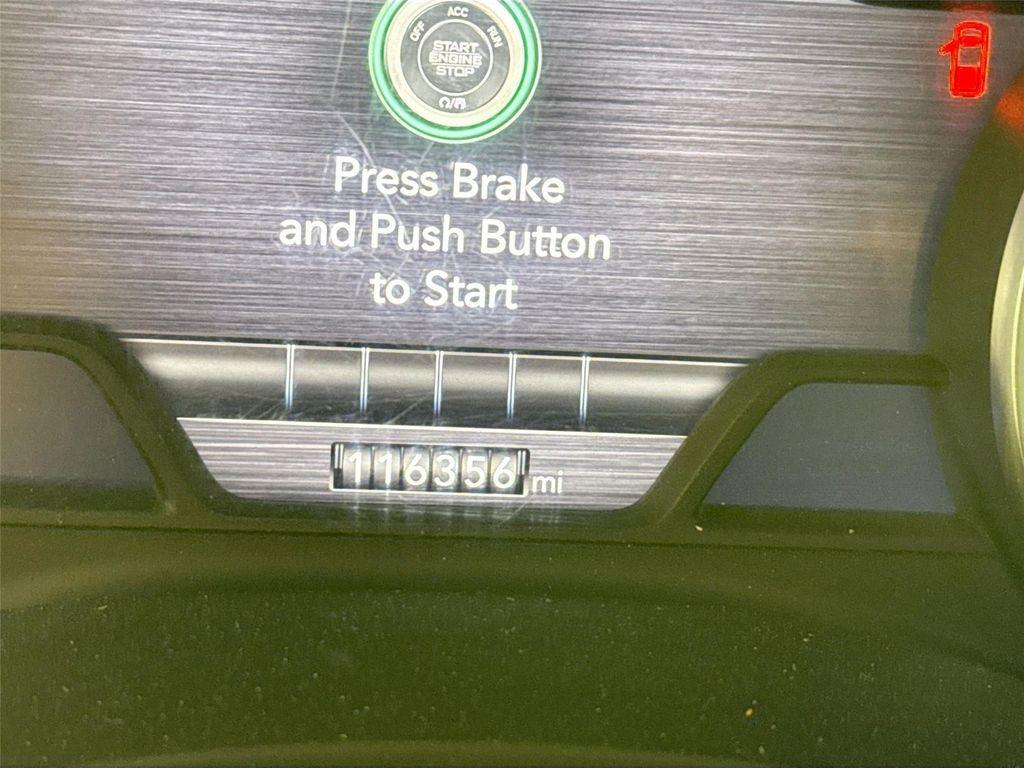 OFF ACC RUN
START
ENGINE
STOP
Press Brake
and Push Button
to Start
116356 mi